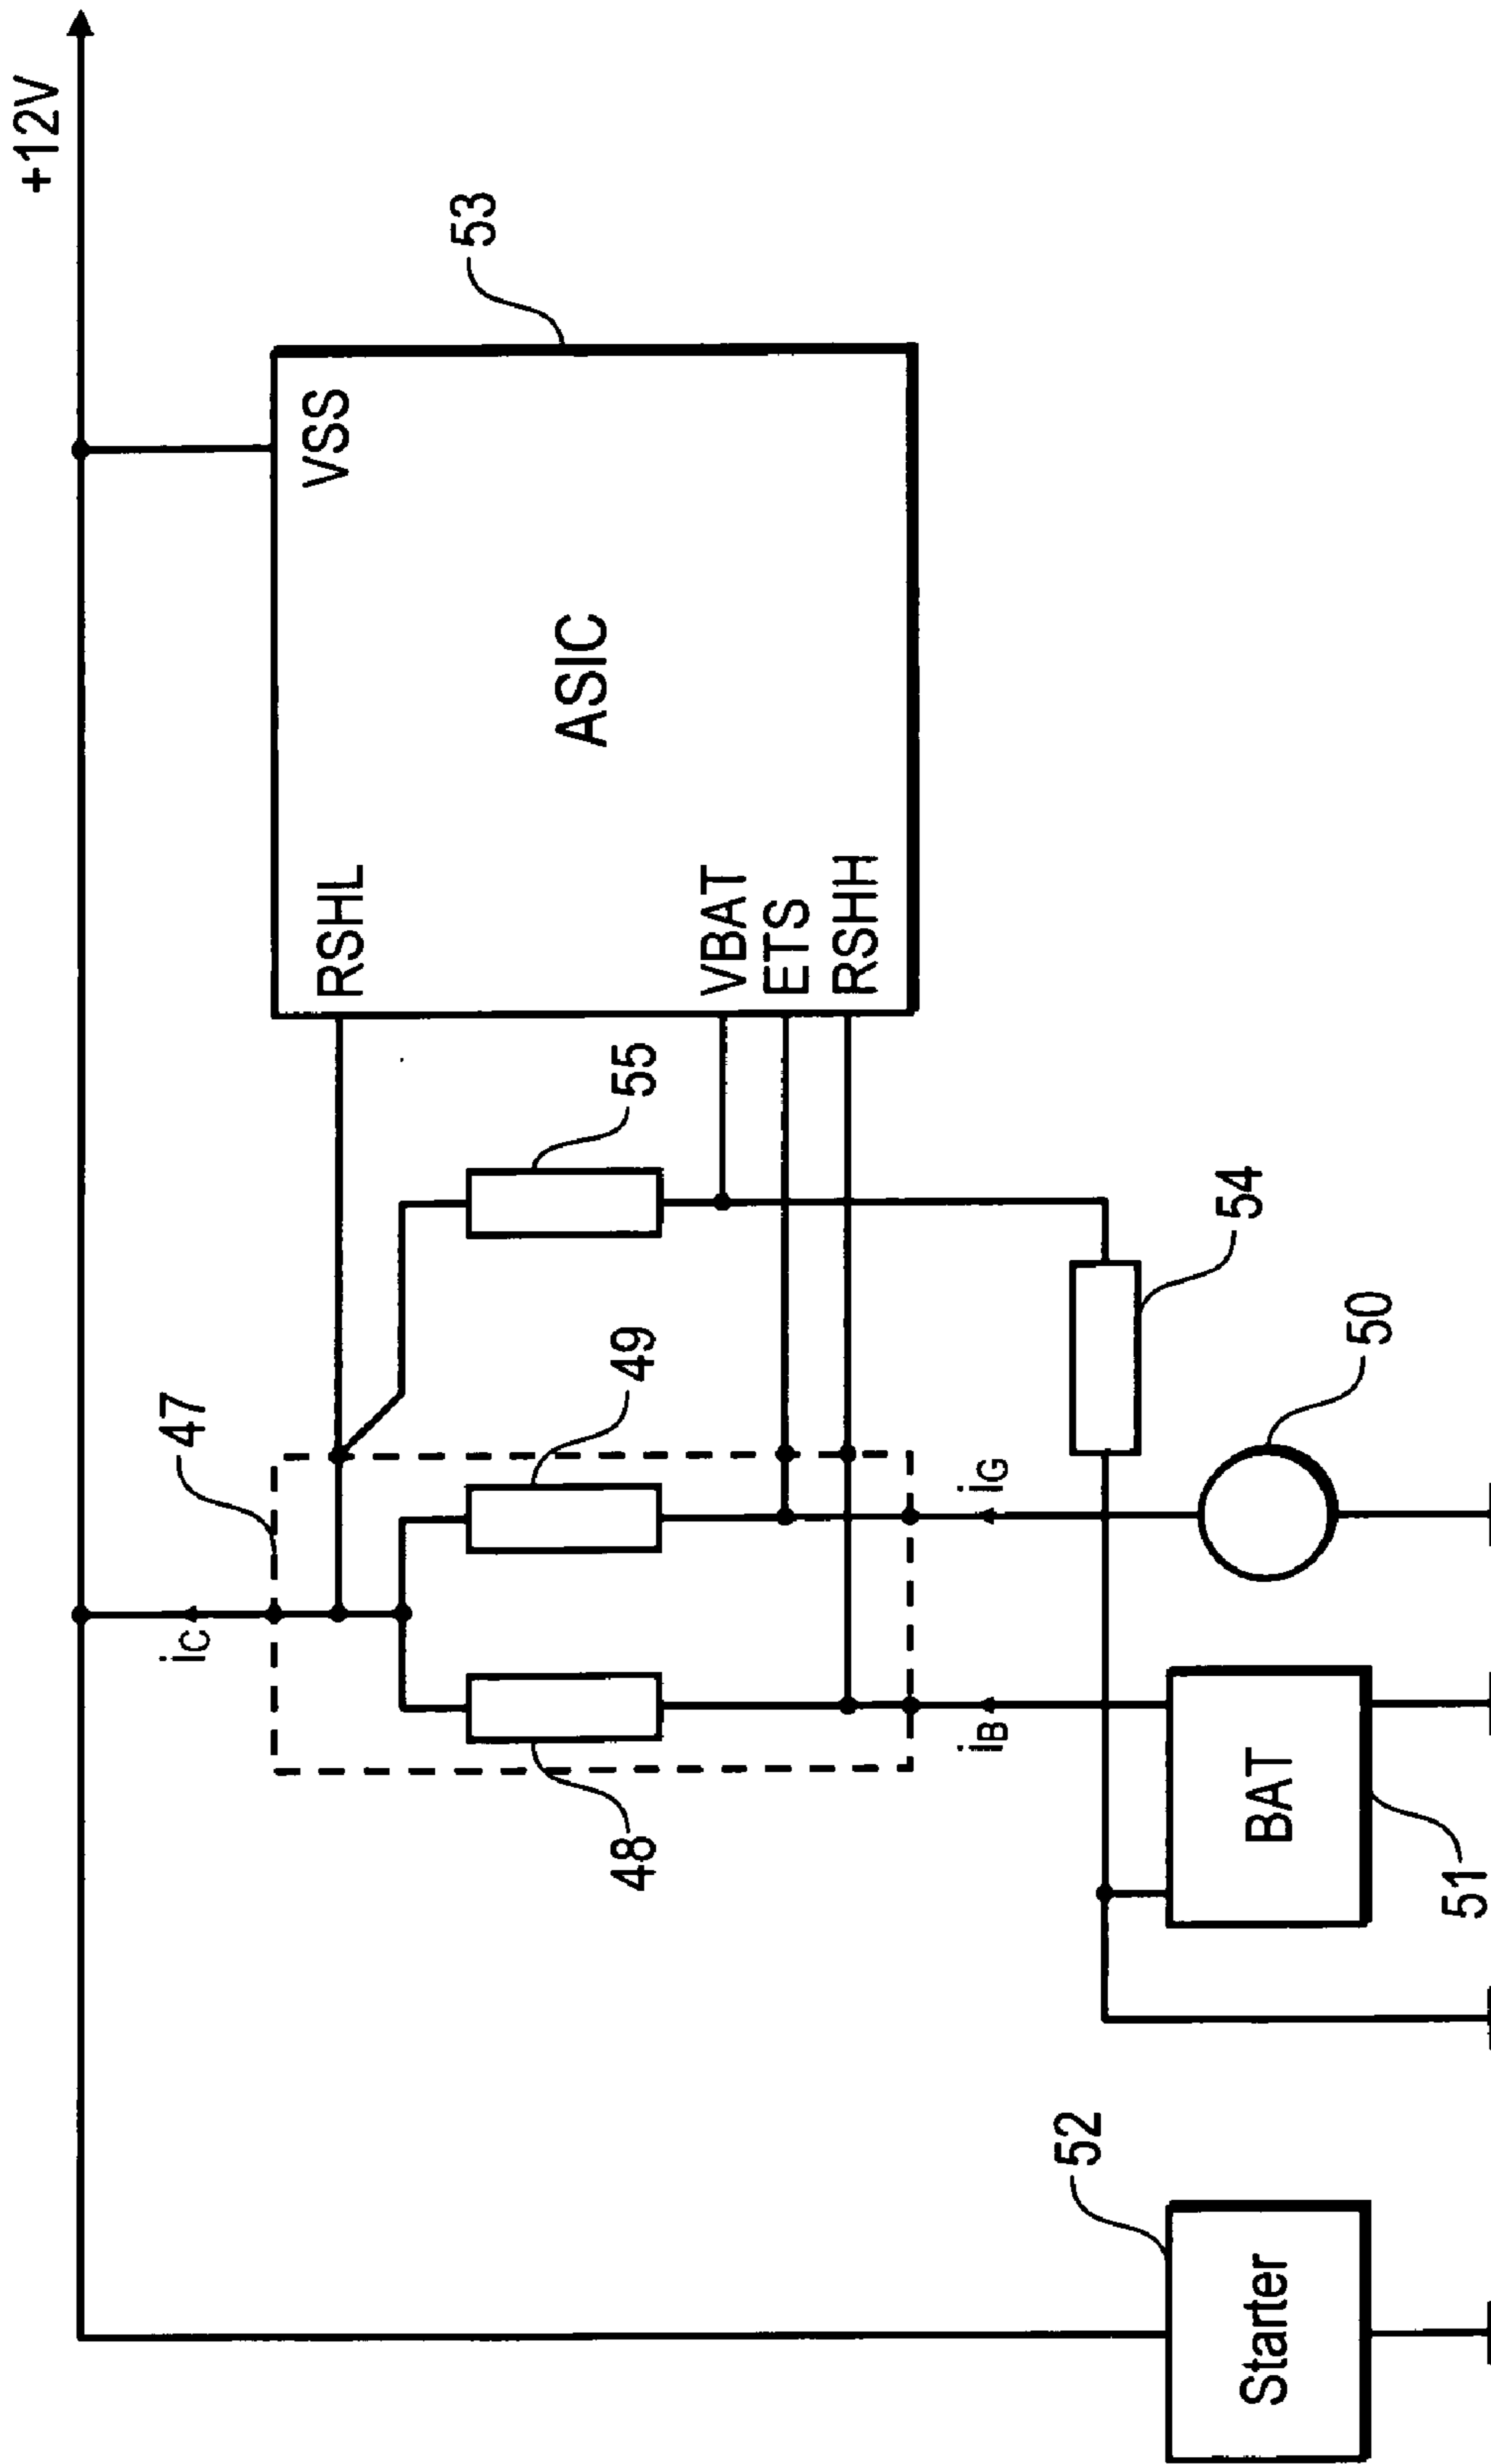 +12V
53
VSS
ASIC
RSHL
VBAT
ETS
RSHH
55
54
47
49
50
iC
iG
48
iB
BAT
51
52
Starter